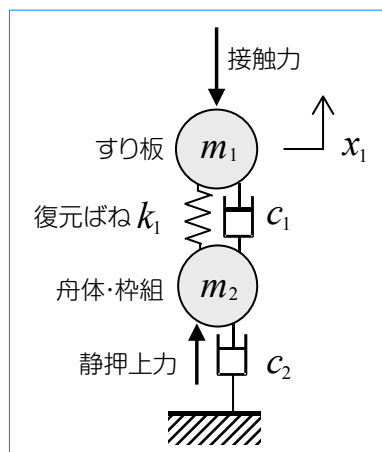 接触力
すり板 m₁ x₁
復元ばね k₁ c₁
舟体・枠組 m₂
静押上力 c₂